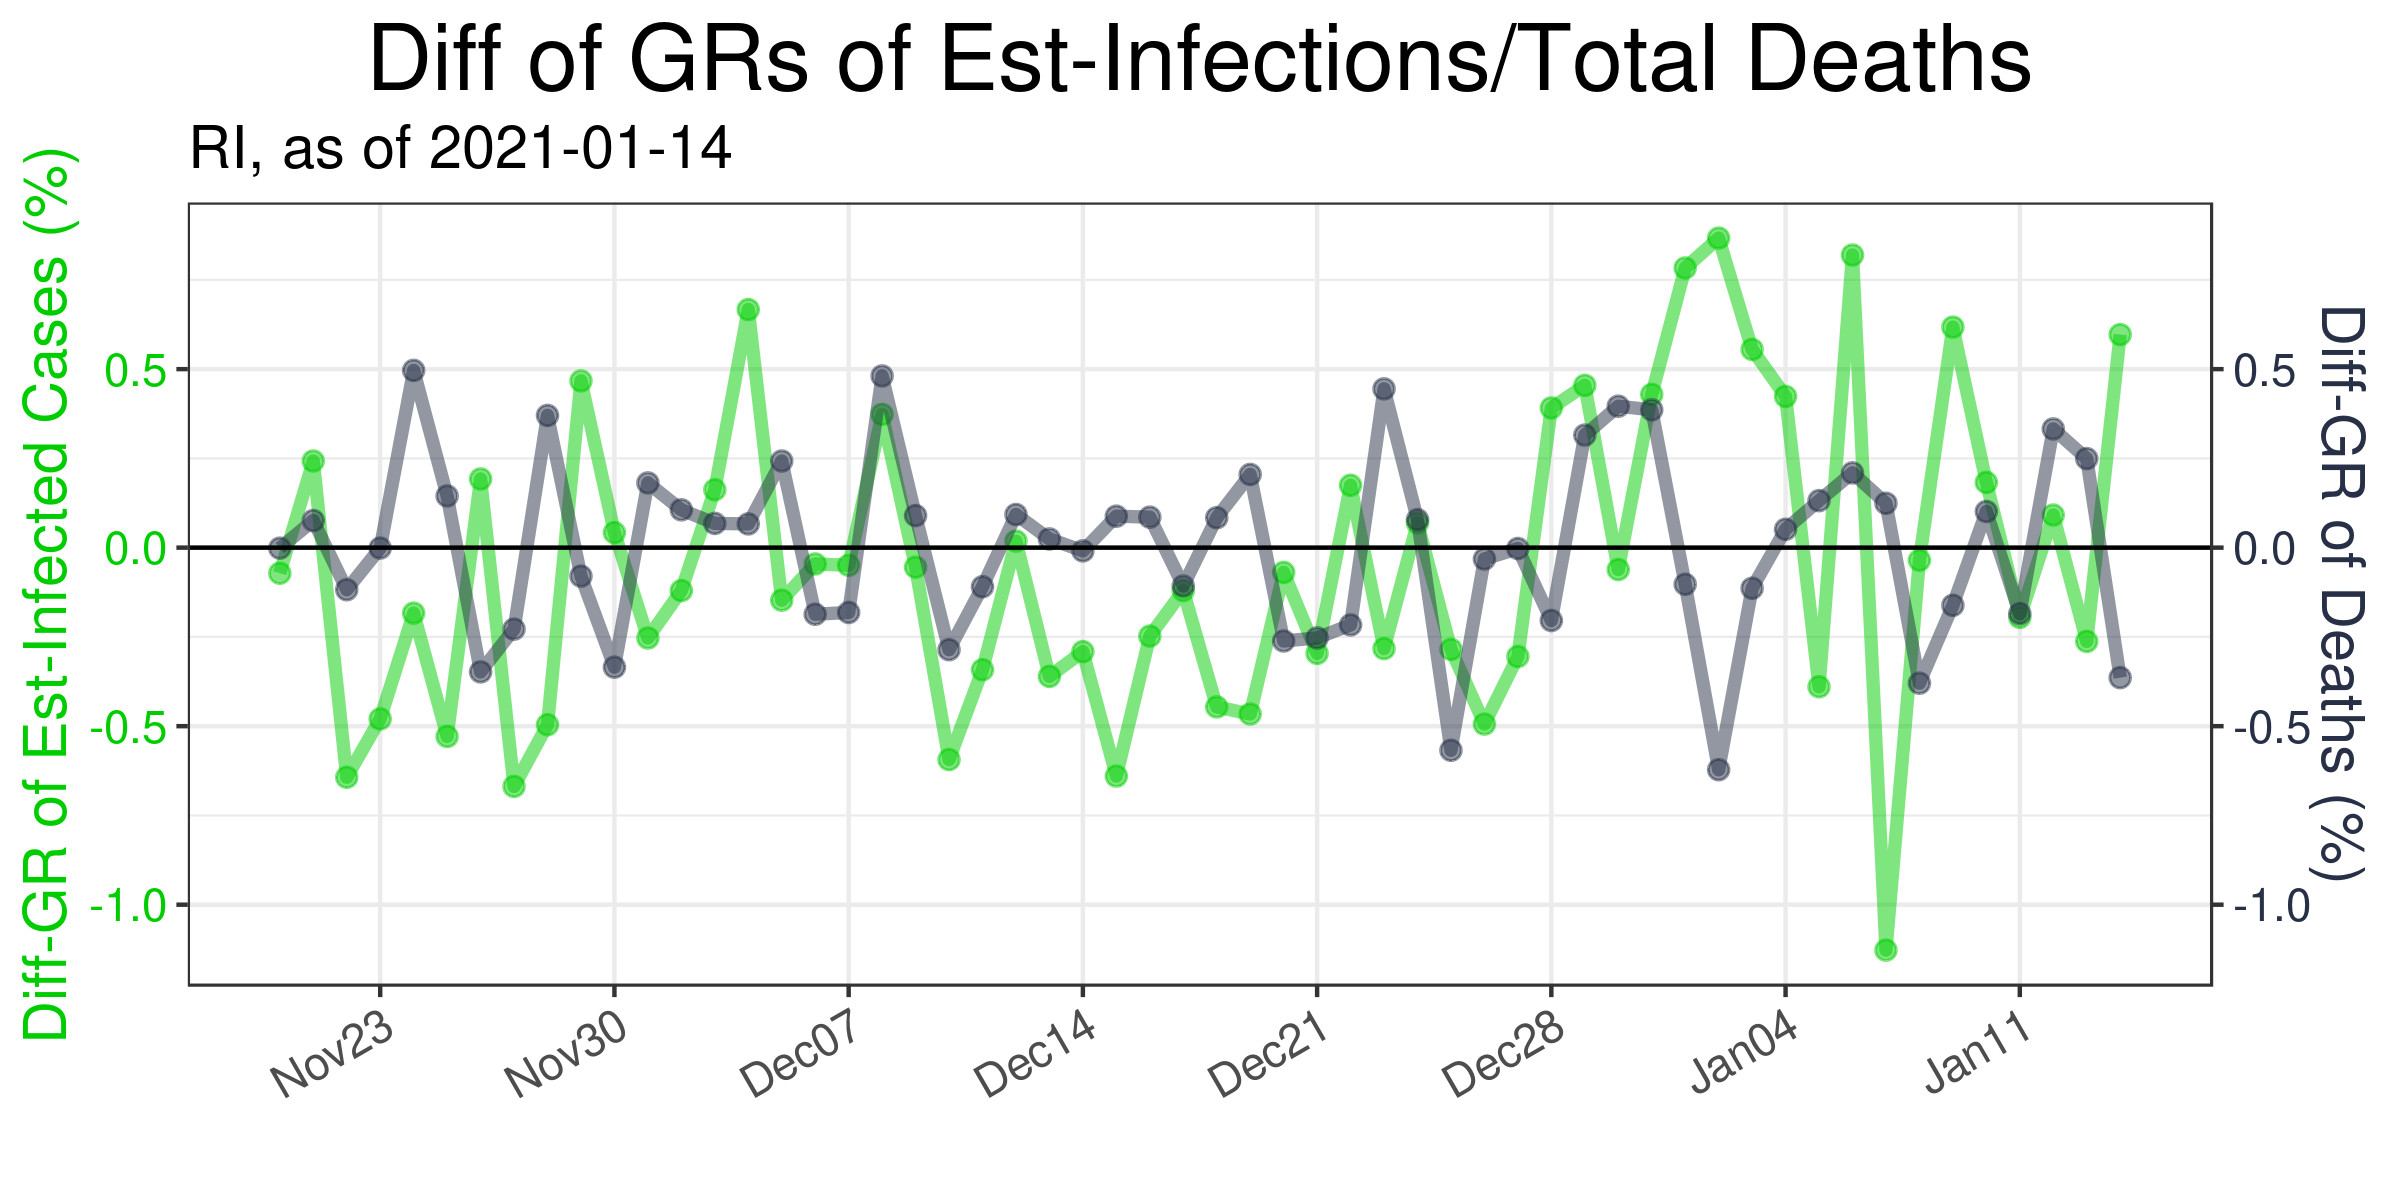 Diff of GRs of Est-Infections/Total Deaths
RI, as of 2021-01-14
Diff-GR of Est-Infected Cases (%)
0.5
0.0
-0.5
-1.0
0.5
0.0
-0.5
-1.0
Diff-GR of Deaths (%)
Nov23
Nov30
Dec07
Dec14
Dec21
Dec28
Jan04
Jan11